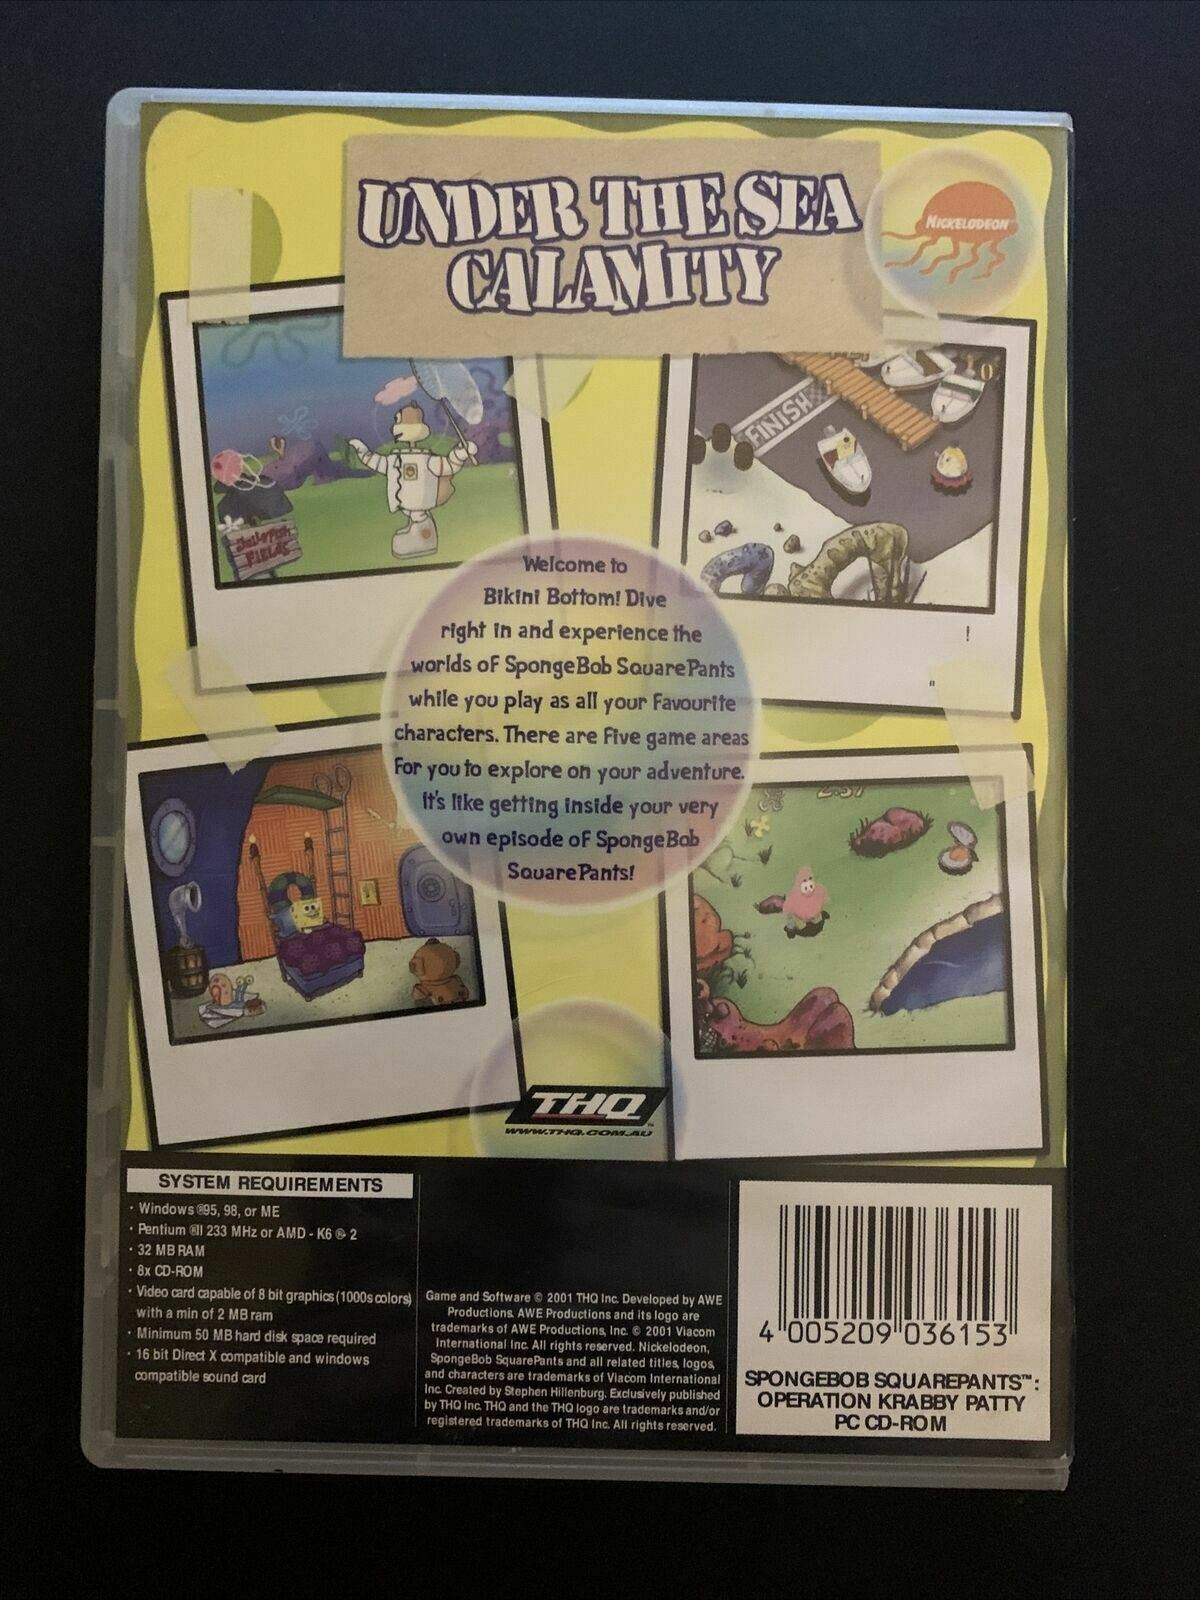 UNDER THE SEA
CALAMITY
NICKELODEON
FINISH
0
Jellyfish
FIELDS
Welcome to
Bikini Bottom! Dive
right in and experience the
worlds of SpongeBob SquarePants
while you play as all your Favourite
characters. There are Five game areas
For you to explore on your adventure.
it's like getting inside your very
own episode of SpongeBob
SquarePants!
!
"
2:37
THQ
WWW.THQ.COM.AU
SYSTEM REQUIREMENTS
· Windows ®95, 98, or ME
· Pentium ®II 233 MHz or AMD - K6 ®- 2
· 32 MB RAM
· 8x CD-ROM
· Video card capable of 8 bit graphics (1000s colors)
with a min of 2 MB ram
· Minimum 50 MB hard disk space required
· 16 bit Direct X compatible and windows
compatible sound card
Game and Software © 2001 THQ Inc. Developed by AWE
Productions. AWE Productions and its logo are
trademarks of AWE Productions, Inc. © 2001 Viacom
International Inc. All rights reserved. Nickelodeon,
SpongeBob SquarePants and all related titles, logos,
and characters are trademarks of Viacom International
Inc. Created by Stephen Hillenburg. Exclusively published
by THQ Inc. THQ and the THQ logo are trademarks and/or
registered trademarks of THQ Inc. All rights reserved.
4 005209 036153
SPONGEBOB SQUAREPANTS™:
OPERATION KRABBY PATTY
PC CD-ROM